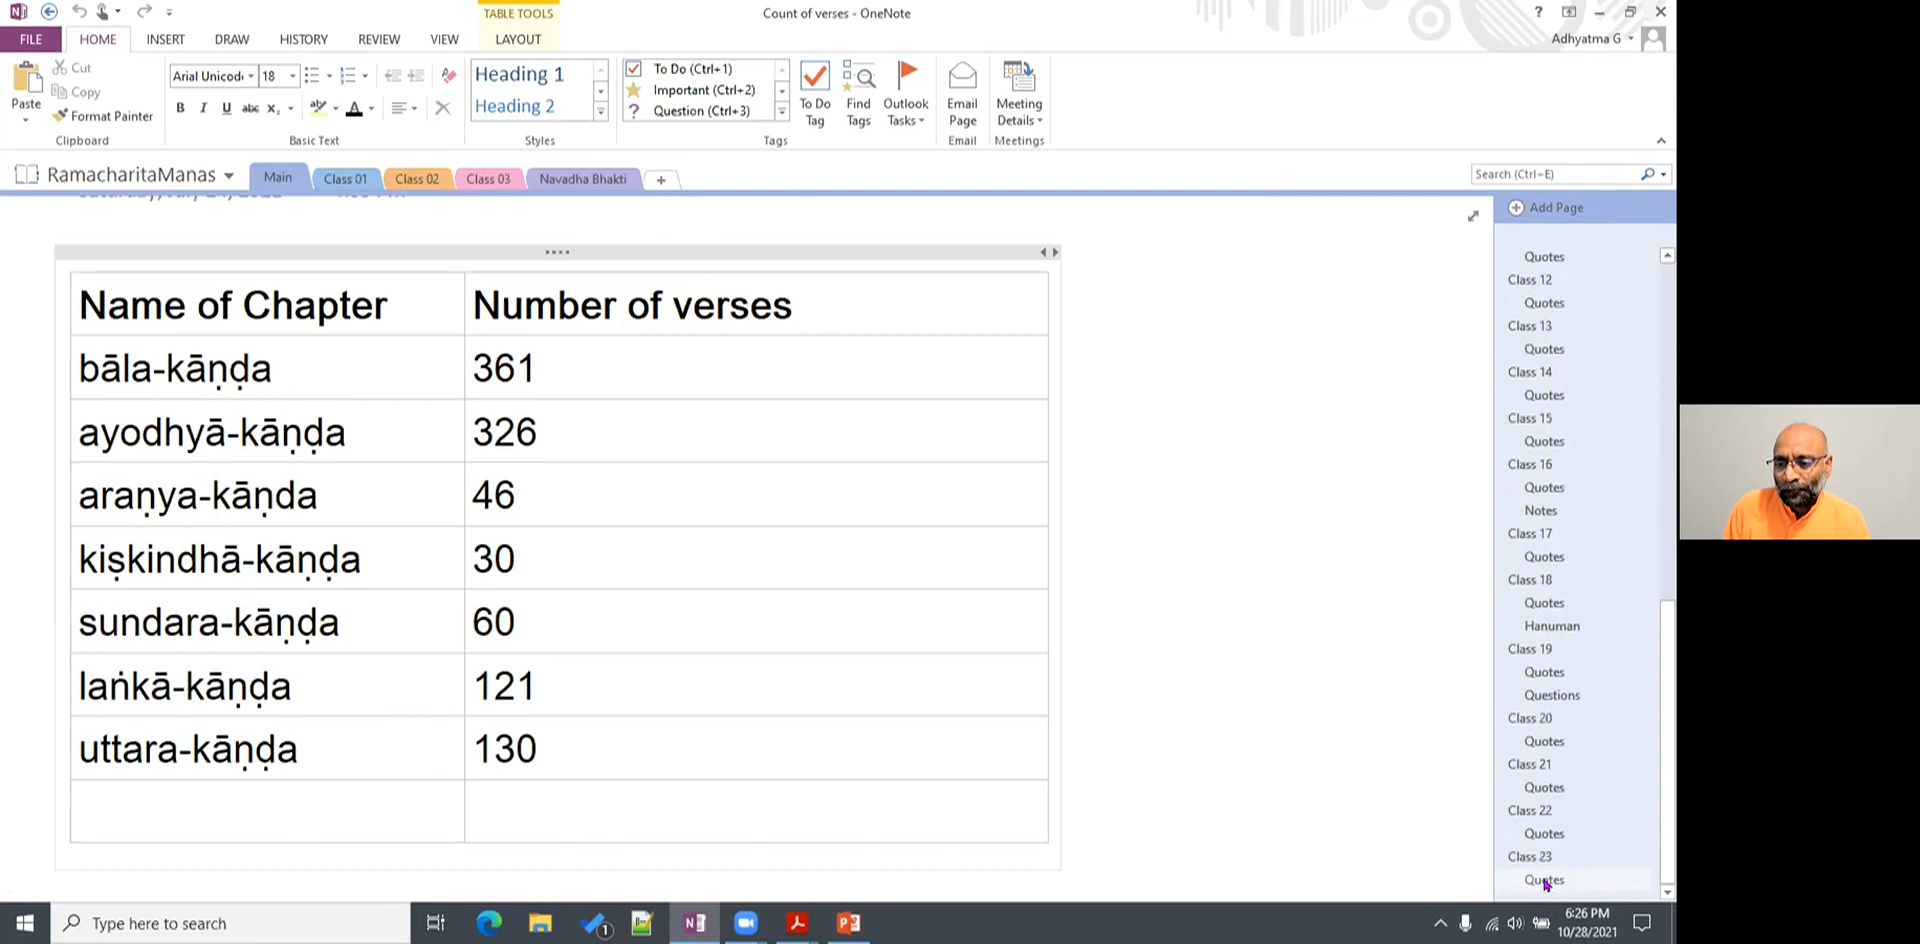 TABLE TOOLS
Count of verses - OneNote
?
FILE
HOME
INSERT
DRAW
HISTORY
REVIEW
VIEW
LAYOUT
Adhyatma G
Paste
Cut
Copy
Format Painter
Clipboard
Arial Unicode
18
B I U abc x
A
Basic Text
Heading 1
Heading 2
Styles
To Do (Ctrl+1)
Important (Ctrl+2)
? Question (Ctrl+3)
To Do Tag
Find Tags
Outlook Tasks
Tags
Email Page
Email
Meeting Details
Meetings
RamacharitaManas
Main
Class 01
Class 02
Class 03
Navadha Bhakti
Search (Ctrl+E)
Name of Chapter Number of verses
bāla-kāṇḍa 361
ayodhyā-kāṇḍa 326
araṇya-kāṇda 46
kiṣkindhā-kāṇḍa 30
sundara-kāṇḍa 60
laṅkā-kāṇḍa 121
uttara-kāṇḍa 130
Add Page
Quotes
Class 12
Quotes
Class 13
Quotes
Class 14
Quotes
Class 15
Quotes
Class 16
Quotes
Notes
Class 17
Quotes
Class 18
Quotes
Hanuman
Class 19
Quotes
Questions
Class 20
Quotes
Class 21
Quotes
Class 22
Quotes
Class 23
Quotes
Type here to search
1
6:26 PM
10/28/2021